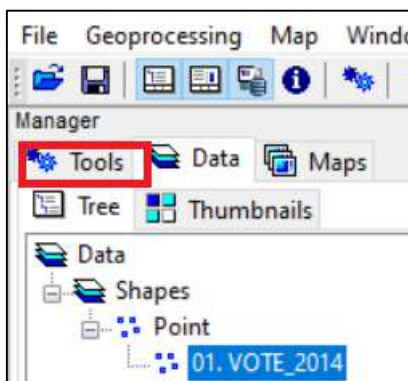 File Geoprocessing Map Windo
Manager
Tools Data Maps
Tree Thumbnails
Data
Shapes
Point
01. VOTE_2014